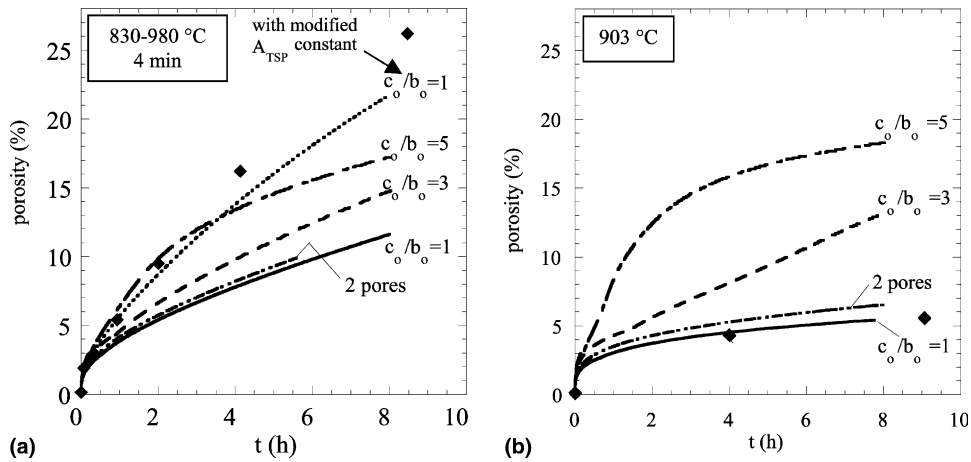 830-980 °C
4 min
with modified
A_TSP constant
c_o/b_o=1
c_o/b_o=5
c_o/b_o=3
c_o/b_o=1
2 pores
porosity (%)
25
20
15
10
5
0
0 2 4 6 8 10
t (h)
(a)
903 °C
c_o/b_o=5
c_o/b_o=3
2 pores
c_o/b_o=1
porosity (%)
25
20
15
10
5
0
0 2 4 6 8 10
t (h)
(b)